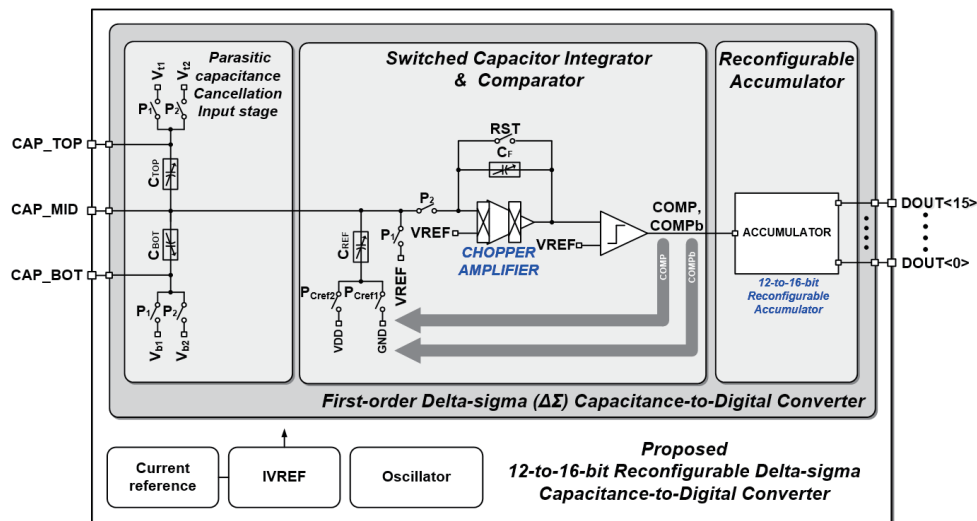 Parasitic
capacitance
Cancellation
Input stage
Switched Capacitor Integrator
& Comparator
Reconfigurable
Accumulator
Vt1
Vt2
P1
P2
CAP_TOP
CTOP
CAP_MID
CBOT
CAP_BOT
P1
P2
Vb1
Vb2
RST
CF
P2
VREF
CHOPPER
AMPLIFIER
CREF
P1
VREF
PCref2
PCref1
VDD
GND
VREF
COMP,
COMPb
COMP
COMPb
ACCUMULATOR
12-to-16-bit
Reconfigurable
Accumulator
DOUT<15>
DOUT<0>
First-order Delta-sigma (ΔΣ) Capacitance-to-Digital Converter
Current
reference
IVREF
Oscillator
Proposed
12-to-16-bit Reconfigurable Delta-sigma
Capacitance-to-Digital Converter